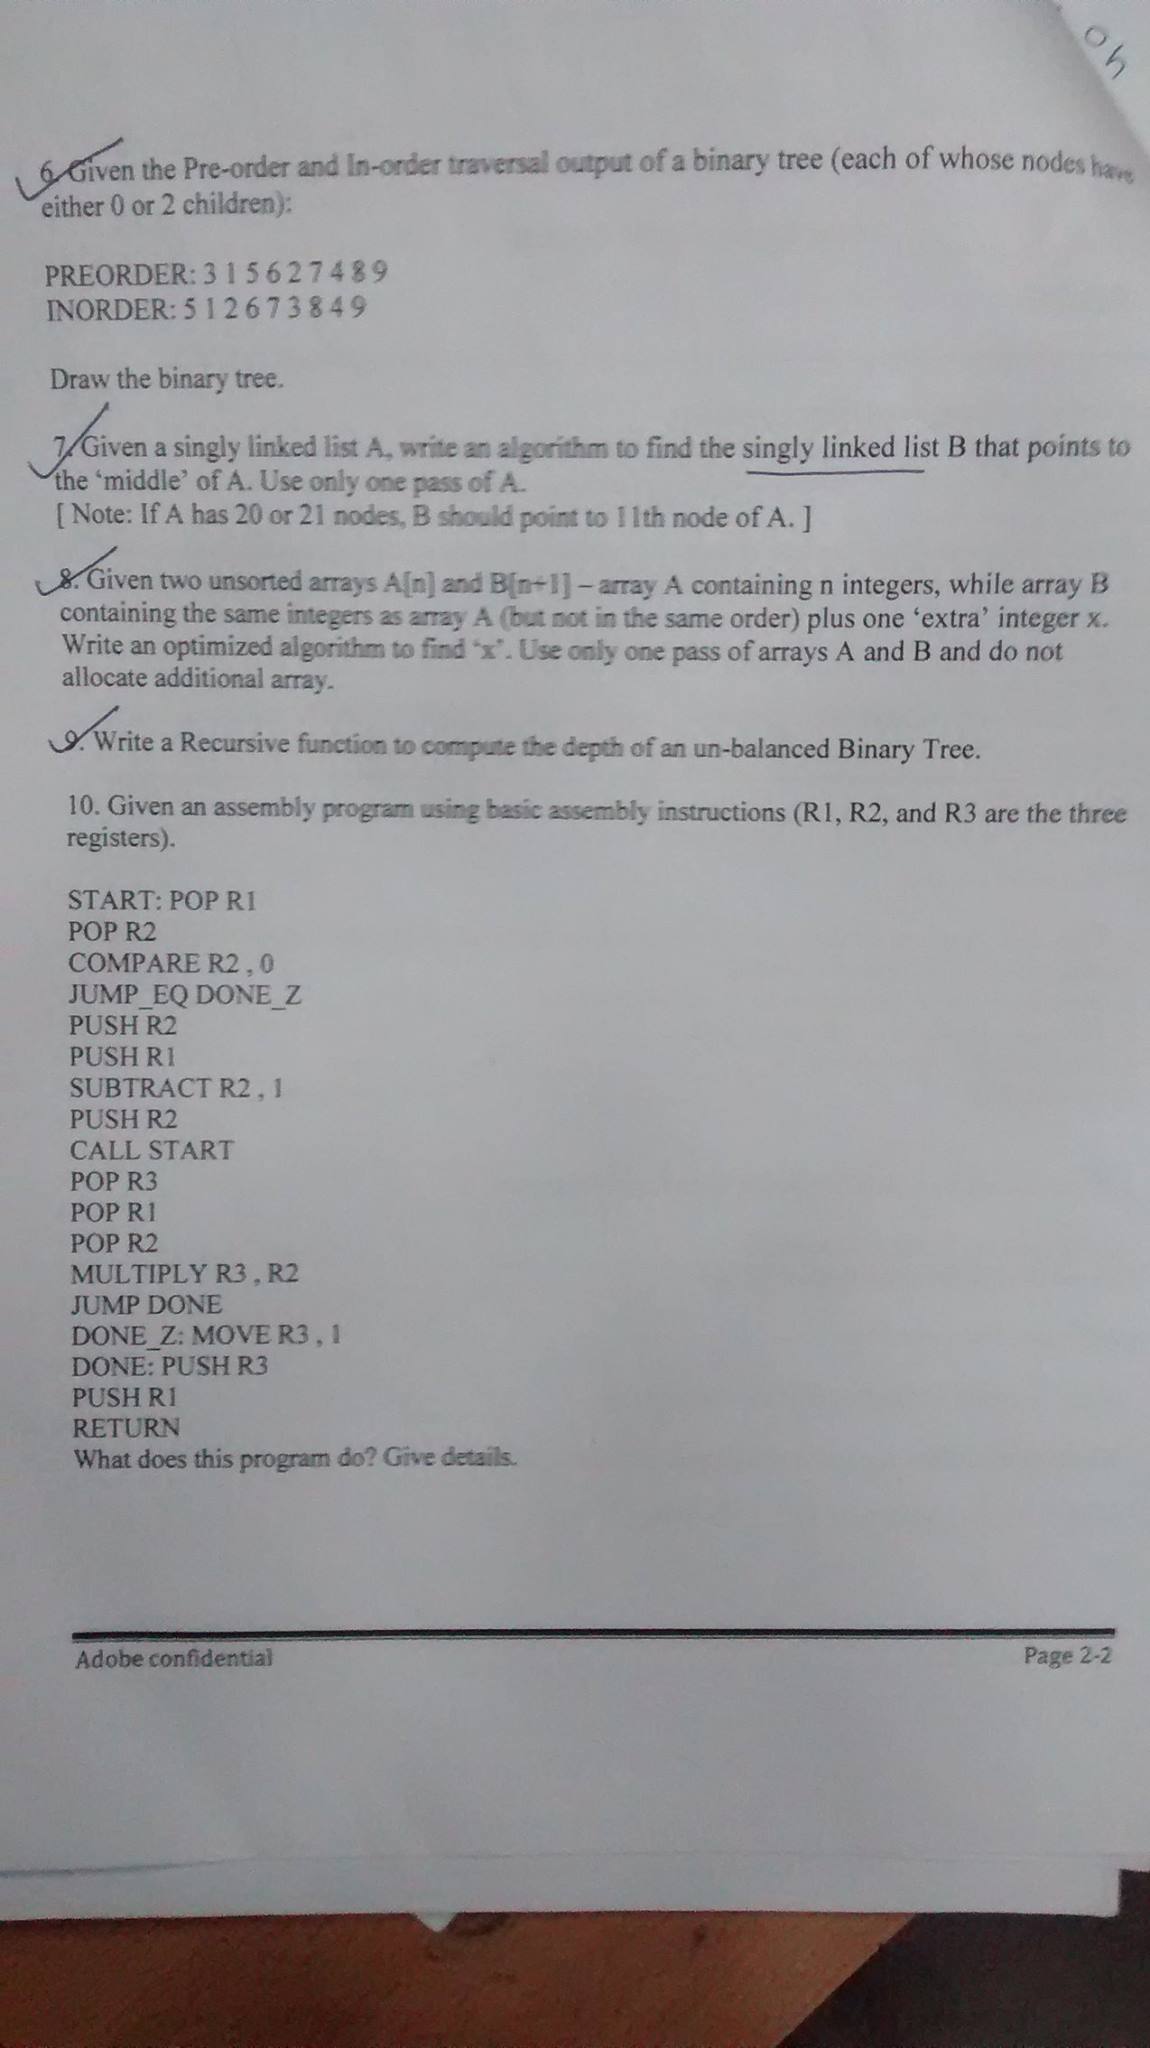 oh
6. Given the Pre-order and In-order traversal output of a binary tree (each of whose nodes have
either 0 or 2 children):
PREORDER: 3 1 5 6 2 7 4 8 9
INORDER: 5 1 2 6 7 3 8 4 9
Draw the binary tree.
7. Given a singly linked list A, write an algorithm to find the singly linked list B that points to
the ‘middle’ of A. Use only one pass of A.
[ Note: If A has 20 or 21 nodes, B should point to 11th node of A. ]
8. Given two unsorted arrays A[n] and B[n+1] – array A containing n integers, while array B
containing the same integers as array A (but not in the same order) plus one ‘extra’ integer x.
Write an optimized algorithm to find ‘x’. Use only one pass of arrays A and B and do not
allocate additional array.
9. Write a Recursive function to compute the depth of an un-balanced Binary Tree.
10. Given an assembly program using basic assembly instructions (R1, R2, and R3 are the three
registers).
START: POP R1
POP R2
COMPARE R2 , 0
JUMP_EQ DONE_Z
PUSH R2
PUSH R1
SUBTRACT R2 , 1
PUSH R2
CALL START
POP R3
POP R1
POP R2
MULTIPLY R3 , R2
JUMP DONE
DONE_Z: MOVE R3 , 1
DONE: PUSH R3
PUSH R1
RETURN
What does this program do? Give details.
Adobe confidential
Page 2-2